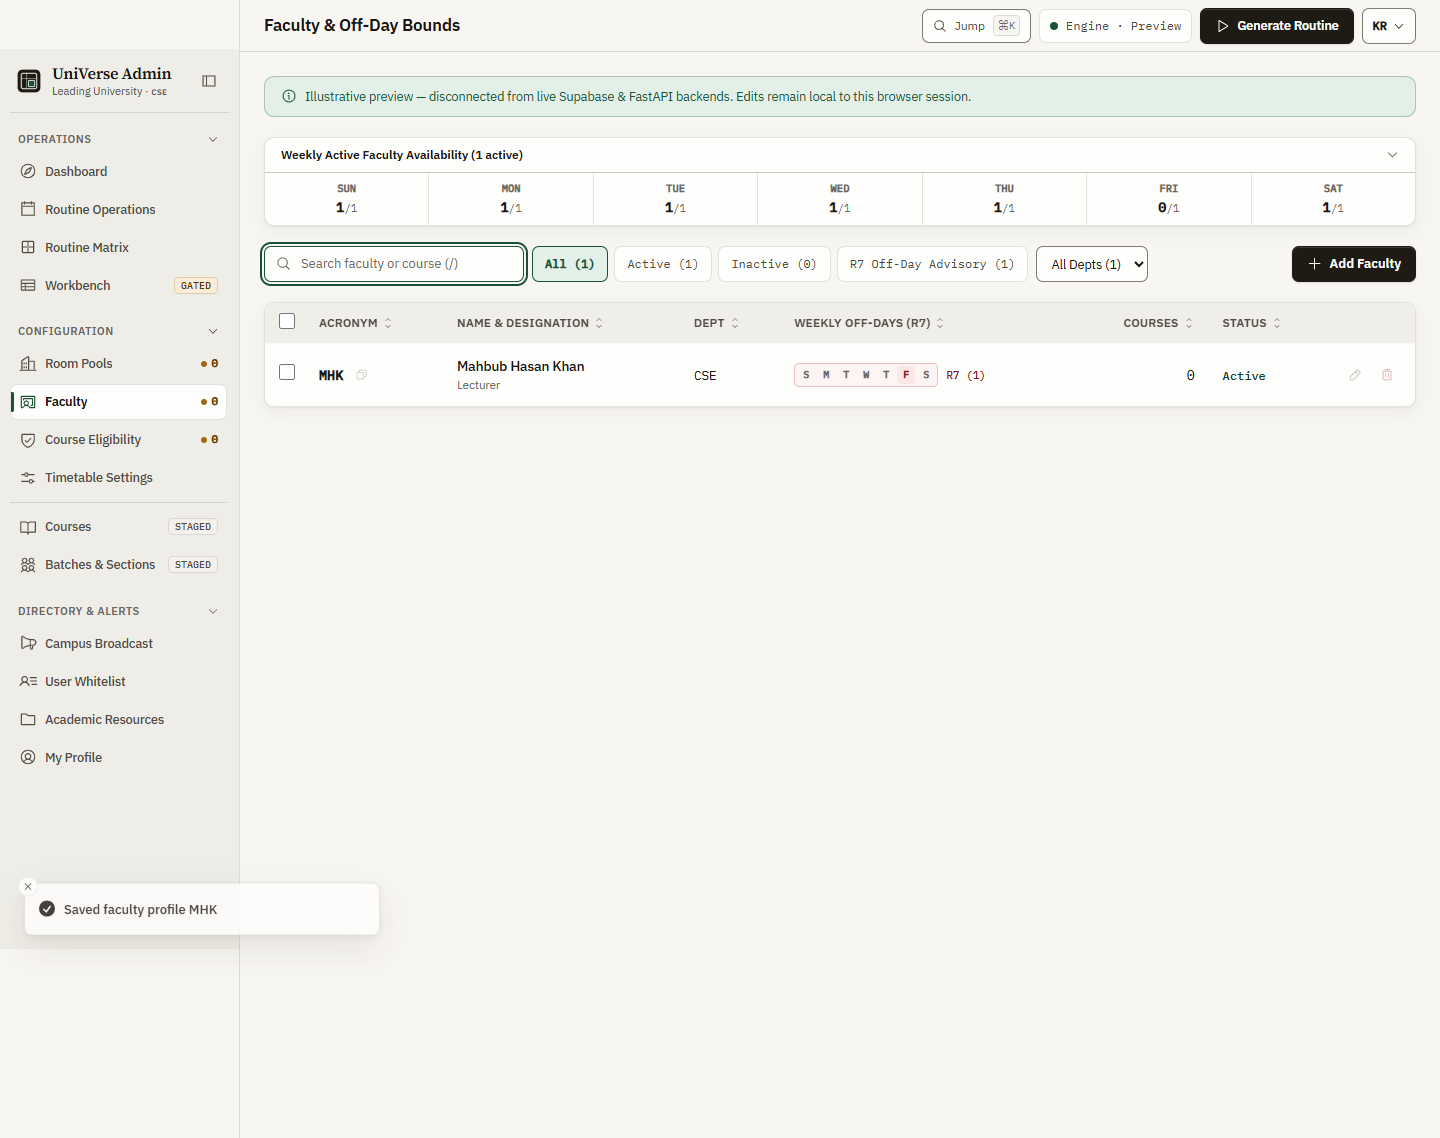 Faculty & Off-Day Bounds
Jump ⌘K
Engine · Preview
Generate Routine
KR
UniVerse Admin
Leading University · CSE
OPERATIONS
Dashboard
Routine Operations
Routine Matrix
Workbench GATED
CONFIGURATION
Room Pools 0
Faculty 0
Course Eligibility 0
Timetable Settings
Courses STAGED
Batches & Sections STAGED
DIRECTORY & ALERTS
Campus Broadcast
User Whitelist
Academic Resources
My Profile
Illustrative preview — disconnected from live Supabase & FastAPI backends. Edits remain local to this browser session.
Weekly Active Faculty Availability (1 active)
SUN MON TUE WED THU FRI SAT
1/1 1/1 1/1 1/1 1/1 0/1 1/1
Search faculty or course (/) All (1) Active (1) Inactive (0) R7 Off-Day Advisory (1) All Depts (1) Add Faculty
ACRONYM NAME & DESIGNATION DEPT WEEKLY OFF-DAYS (R7) COURSES STATUS
MHK Mahbub Hasan Khan CSE S M T W T F S R7 (1) 0 Active
Lecturer
Saved faculty profile MHK